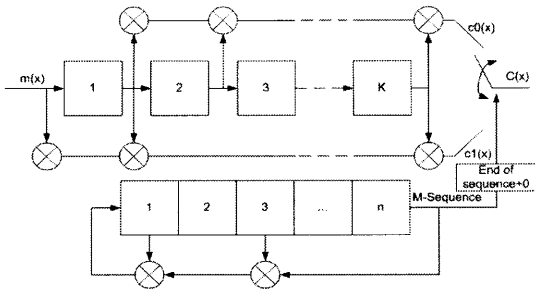 c0(x)
m(x)
1
2
3
K
C(x)
c1(x)
End of
sequence+0
M-Sequence
1
2
3
...
n